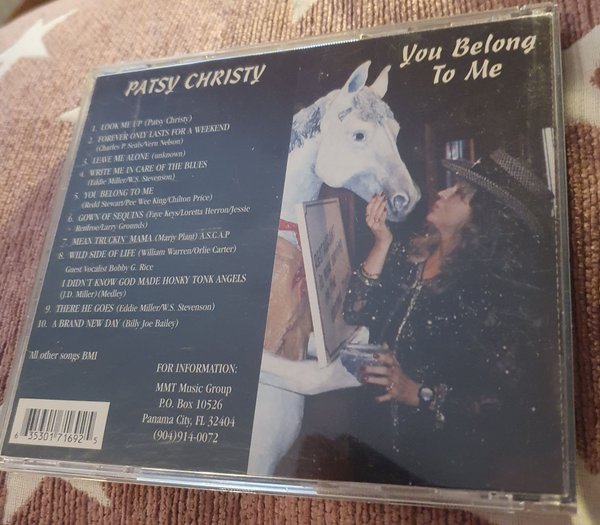 PATSY CHRISTY
You Belong
To Me
1. LOOK ME UP (Patsy Christy)
2. FOREVER ONLY LASTS FOR A WEEKEND
(Charles P. Seals/Vern Nelson)
3. LEAVE ME ALONE (unknown)
4. WRITE ME IN CARE OF THE BLUES
(Eddie Miller/W.S. Stevenson)
5. YOU BELONG TO ME
(Redd Stewart/Pee Wee King/Chilton Price)
6. GOWN OF SEQUINS (Faye Keys/Loretta Herron/Jessie
Renfroe/Larry Grounds)
7. MEAN TRUCKIN' MAMA (Marjy Plant) A.S.C.A.P
8. WILD SIDE OF LIFE (William Warren/Orlie Carter)
Guest Vocalist Bobby G. Rice
I DIDN'T KNOW GOD MADE HONKY TONK ANGELS
(J.D. Miller) (Medley)
9. THERE HE GOES (Eddie Miller/W.S. Stevenson)
10. A BRAND NEW DAY (Billy Joe Bailey)
All other songs BMI
FOR INFORMATION:
MMT Music Group
P.O. Box 10526
Panama City, FL 32404
(904)914-0072
6 35301 71692 5